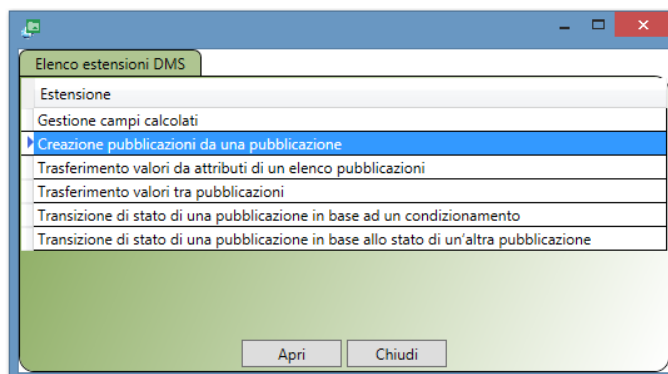 Elenco estensioni DMS
Estensione
Gestione campi calcolati
Creazione pubblicazioni da una pubblicazione
Trasferimento valori da attributi di un elenco pubblicazioni
Trasferimento valori tra pubblicazioni
Transizione di stato di una pubblicazione in base ad un condizionamento
Transizione di stato di una pubblicazione in base allo stato di un'altra pubblicazione
Apri Chiudi